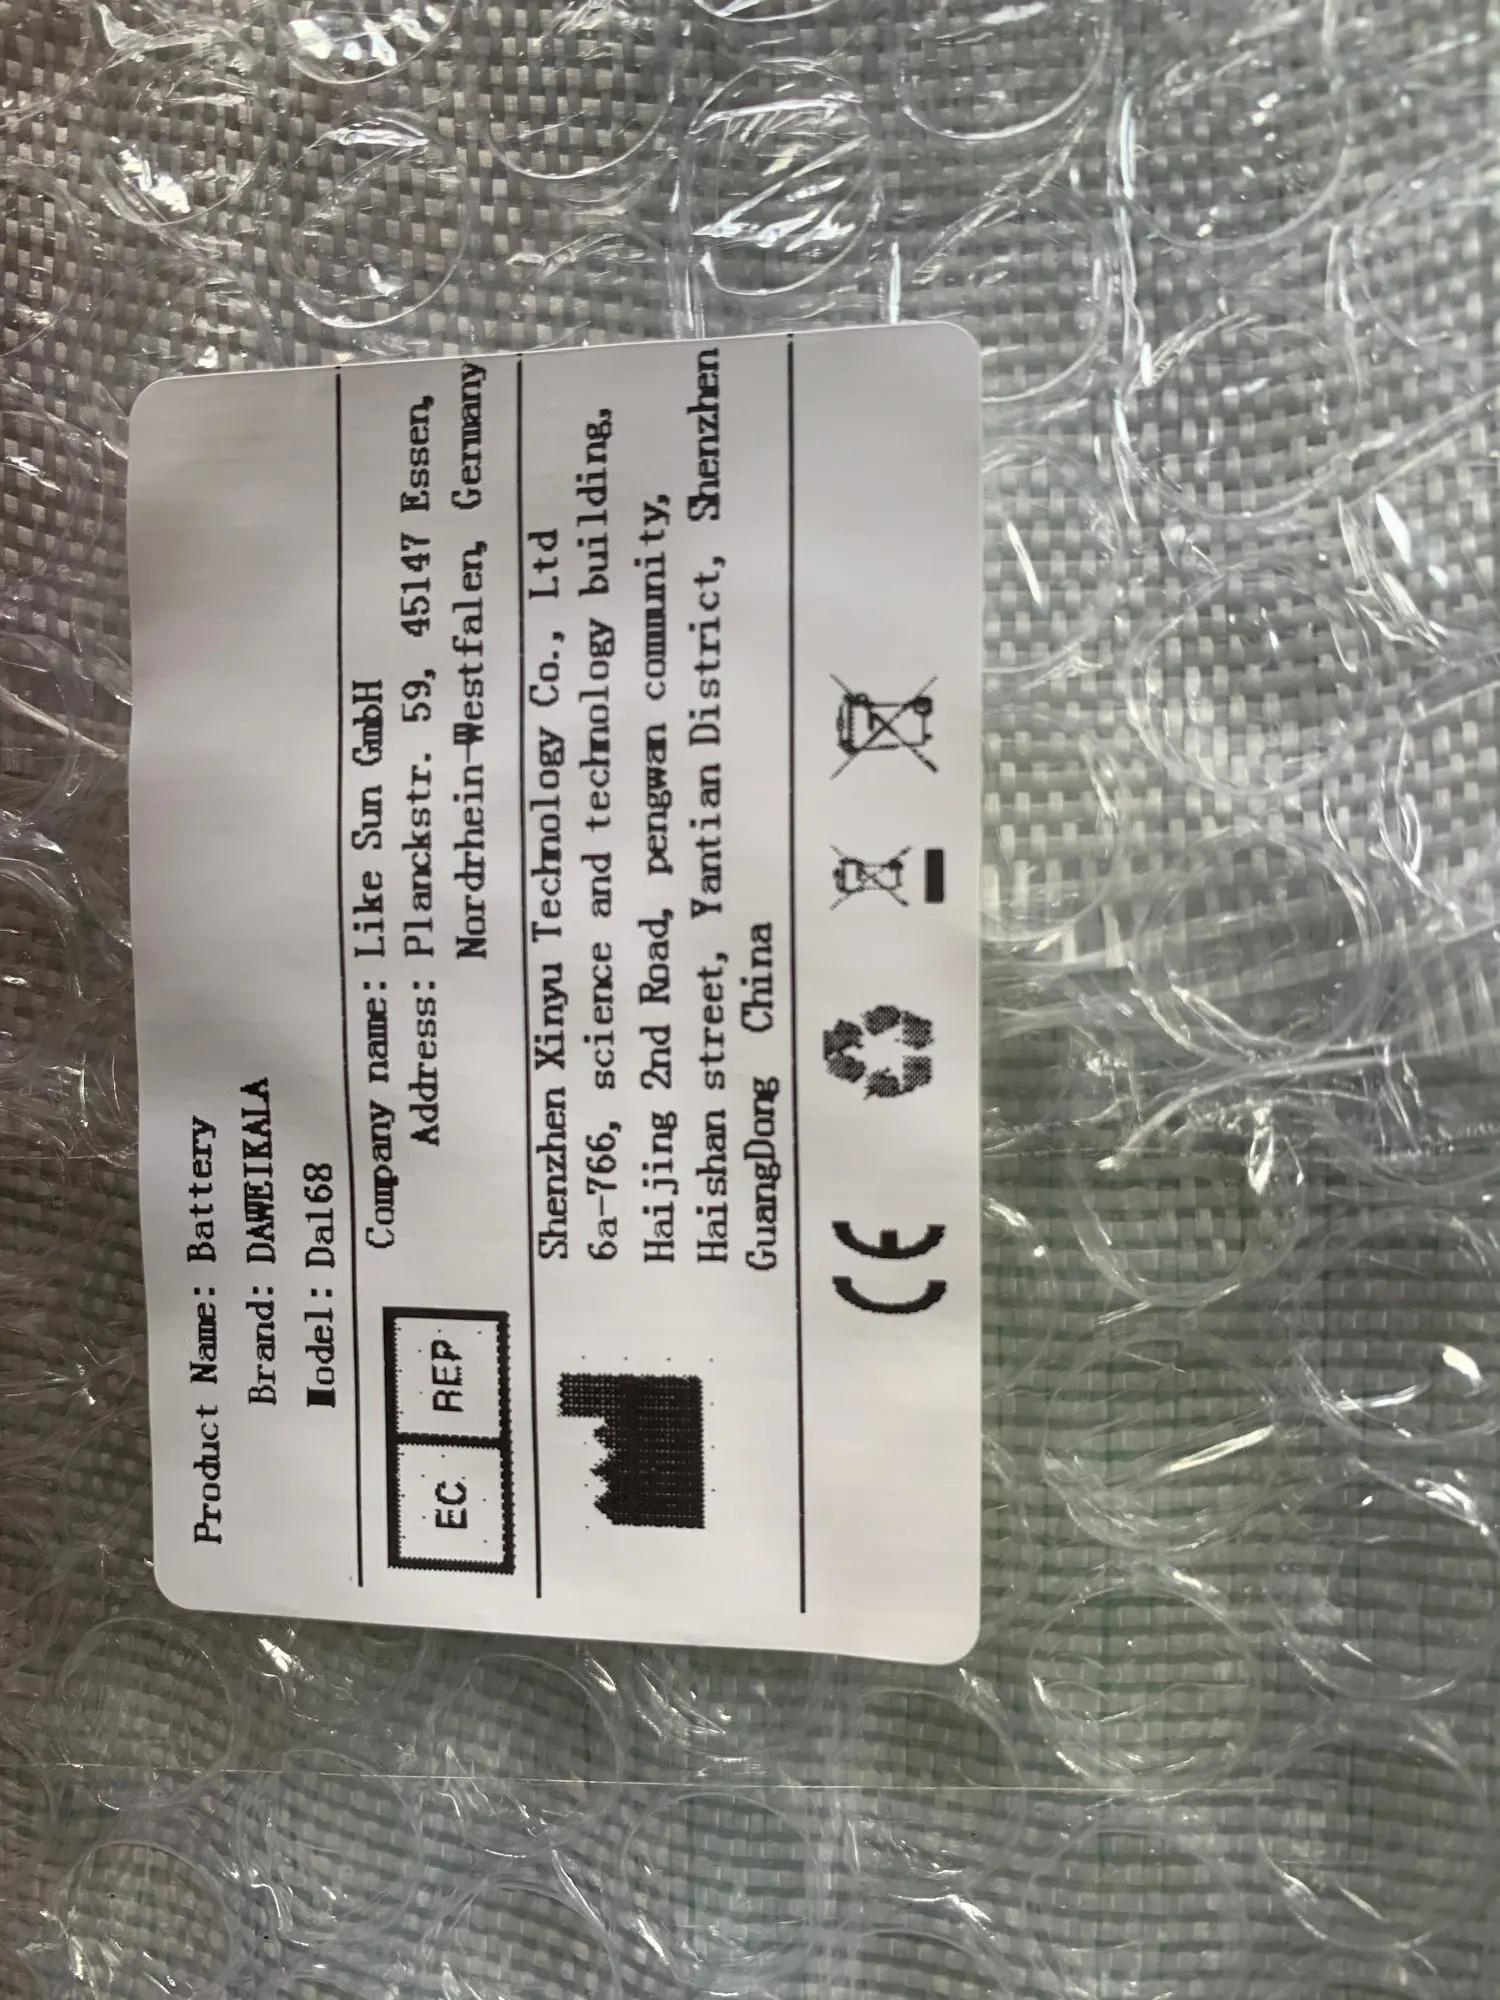 Product Name: Battery
Brand: DAWEIKALA
Model: Da168
EC REP
Company name: Like Sun GmbH
Address: Planckstr. 59, 45147 Essen,
Nordrhein-Westfalen, Germany
Shenzhen Xinyu Technology Co., Ltd
6a-766, science and technology building,
Haijing 2nd Road, pengwan community,
Haishan street, Yantian District, Shenzhen
GuangDong China
CE